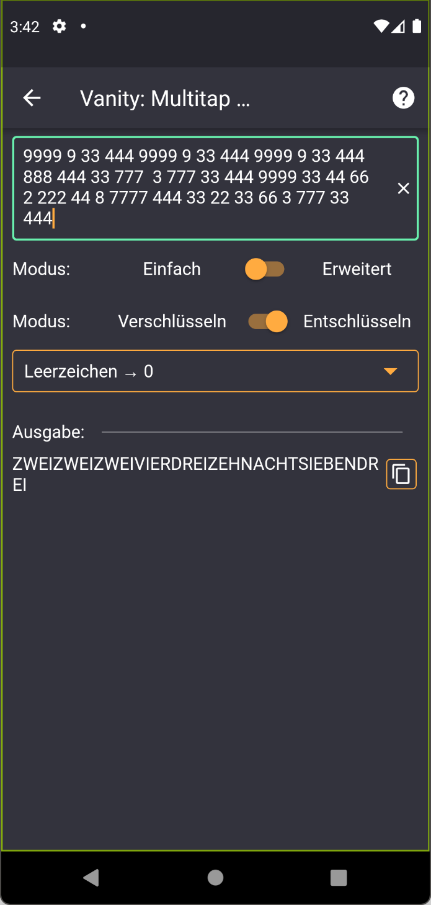 3:42
Vanity: Multitap ...
9999 9 33 444 9999 9 33 444 9999 9 33 444
888 444 33 777  3 777 33 444 9999 33 44 66
2 222 44 8 7777 444 33 22 33 66 3 777 33
444
Modus: Einfach Erweitert
Modus: Verschlüsseln Entschlüsseln
Leerzeichen → 0
Ausgabe:
ZWEIZWEIZWEIVIERDREIZEHNACHTSIEBENDR
EI